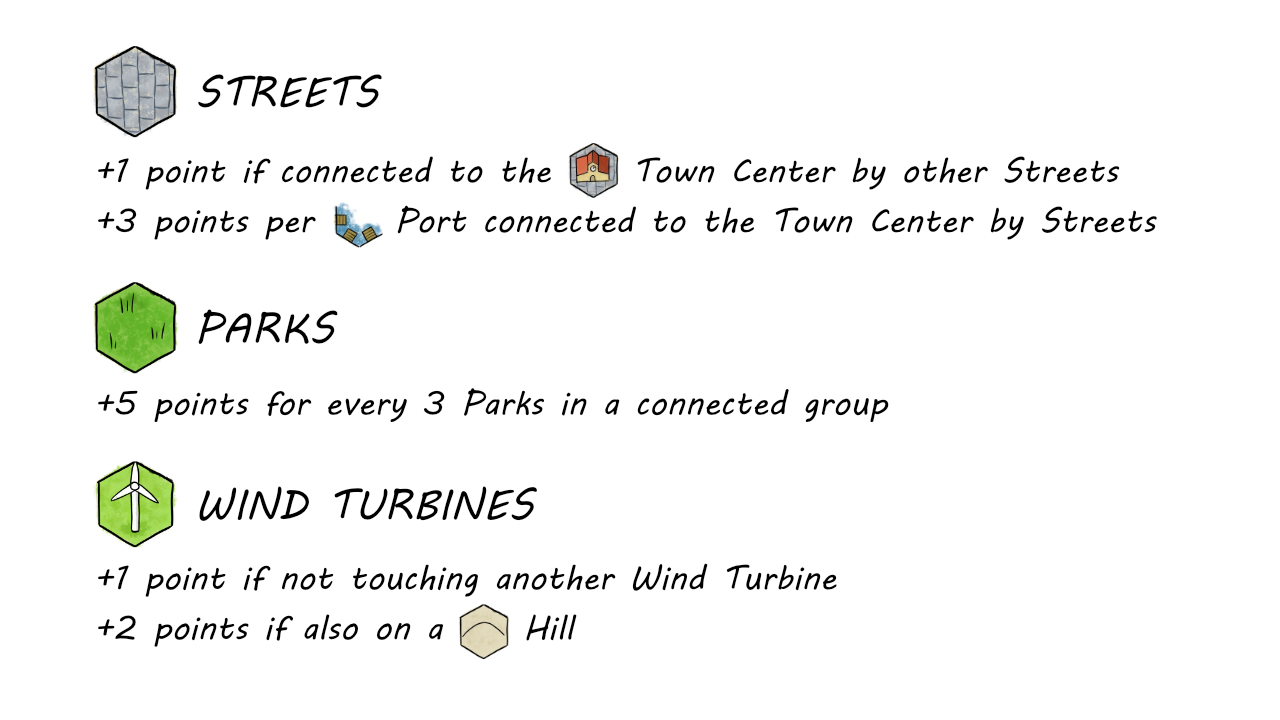 STREETS
+1 point if connected to the Town Center by other Streets
+3 points per Port connected to the Town Center by Streets
PARKS
+5 points for every 3 Parks in a connected group
WIND TURBINES
+1 point if not touching another Wind Turbine
+2 points if also on a Hill